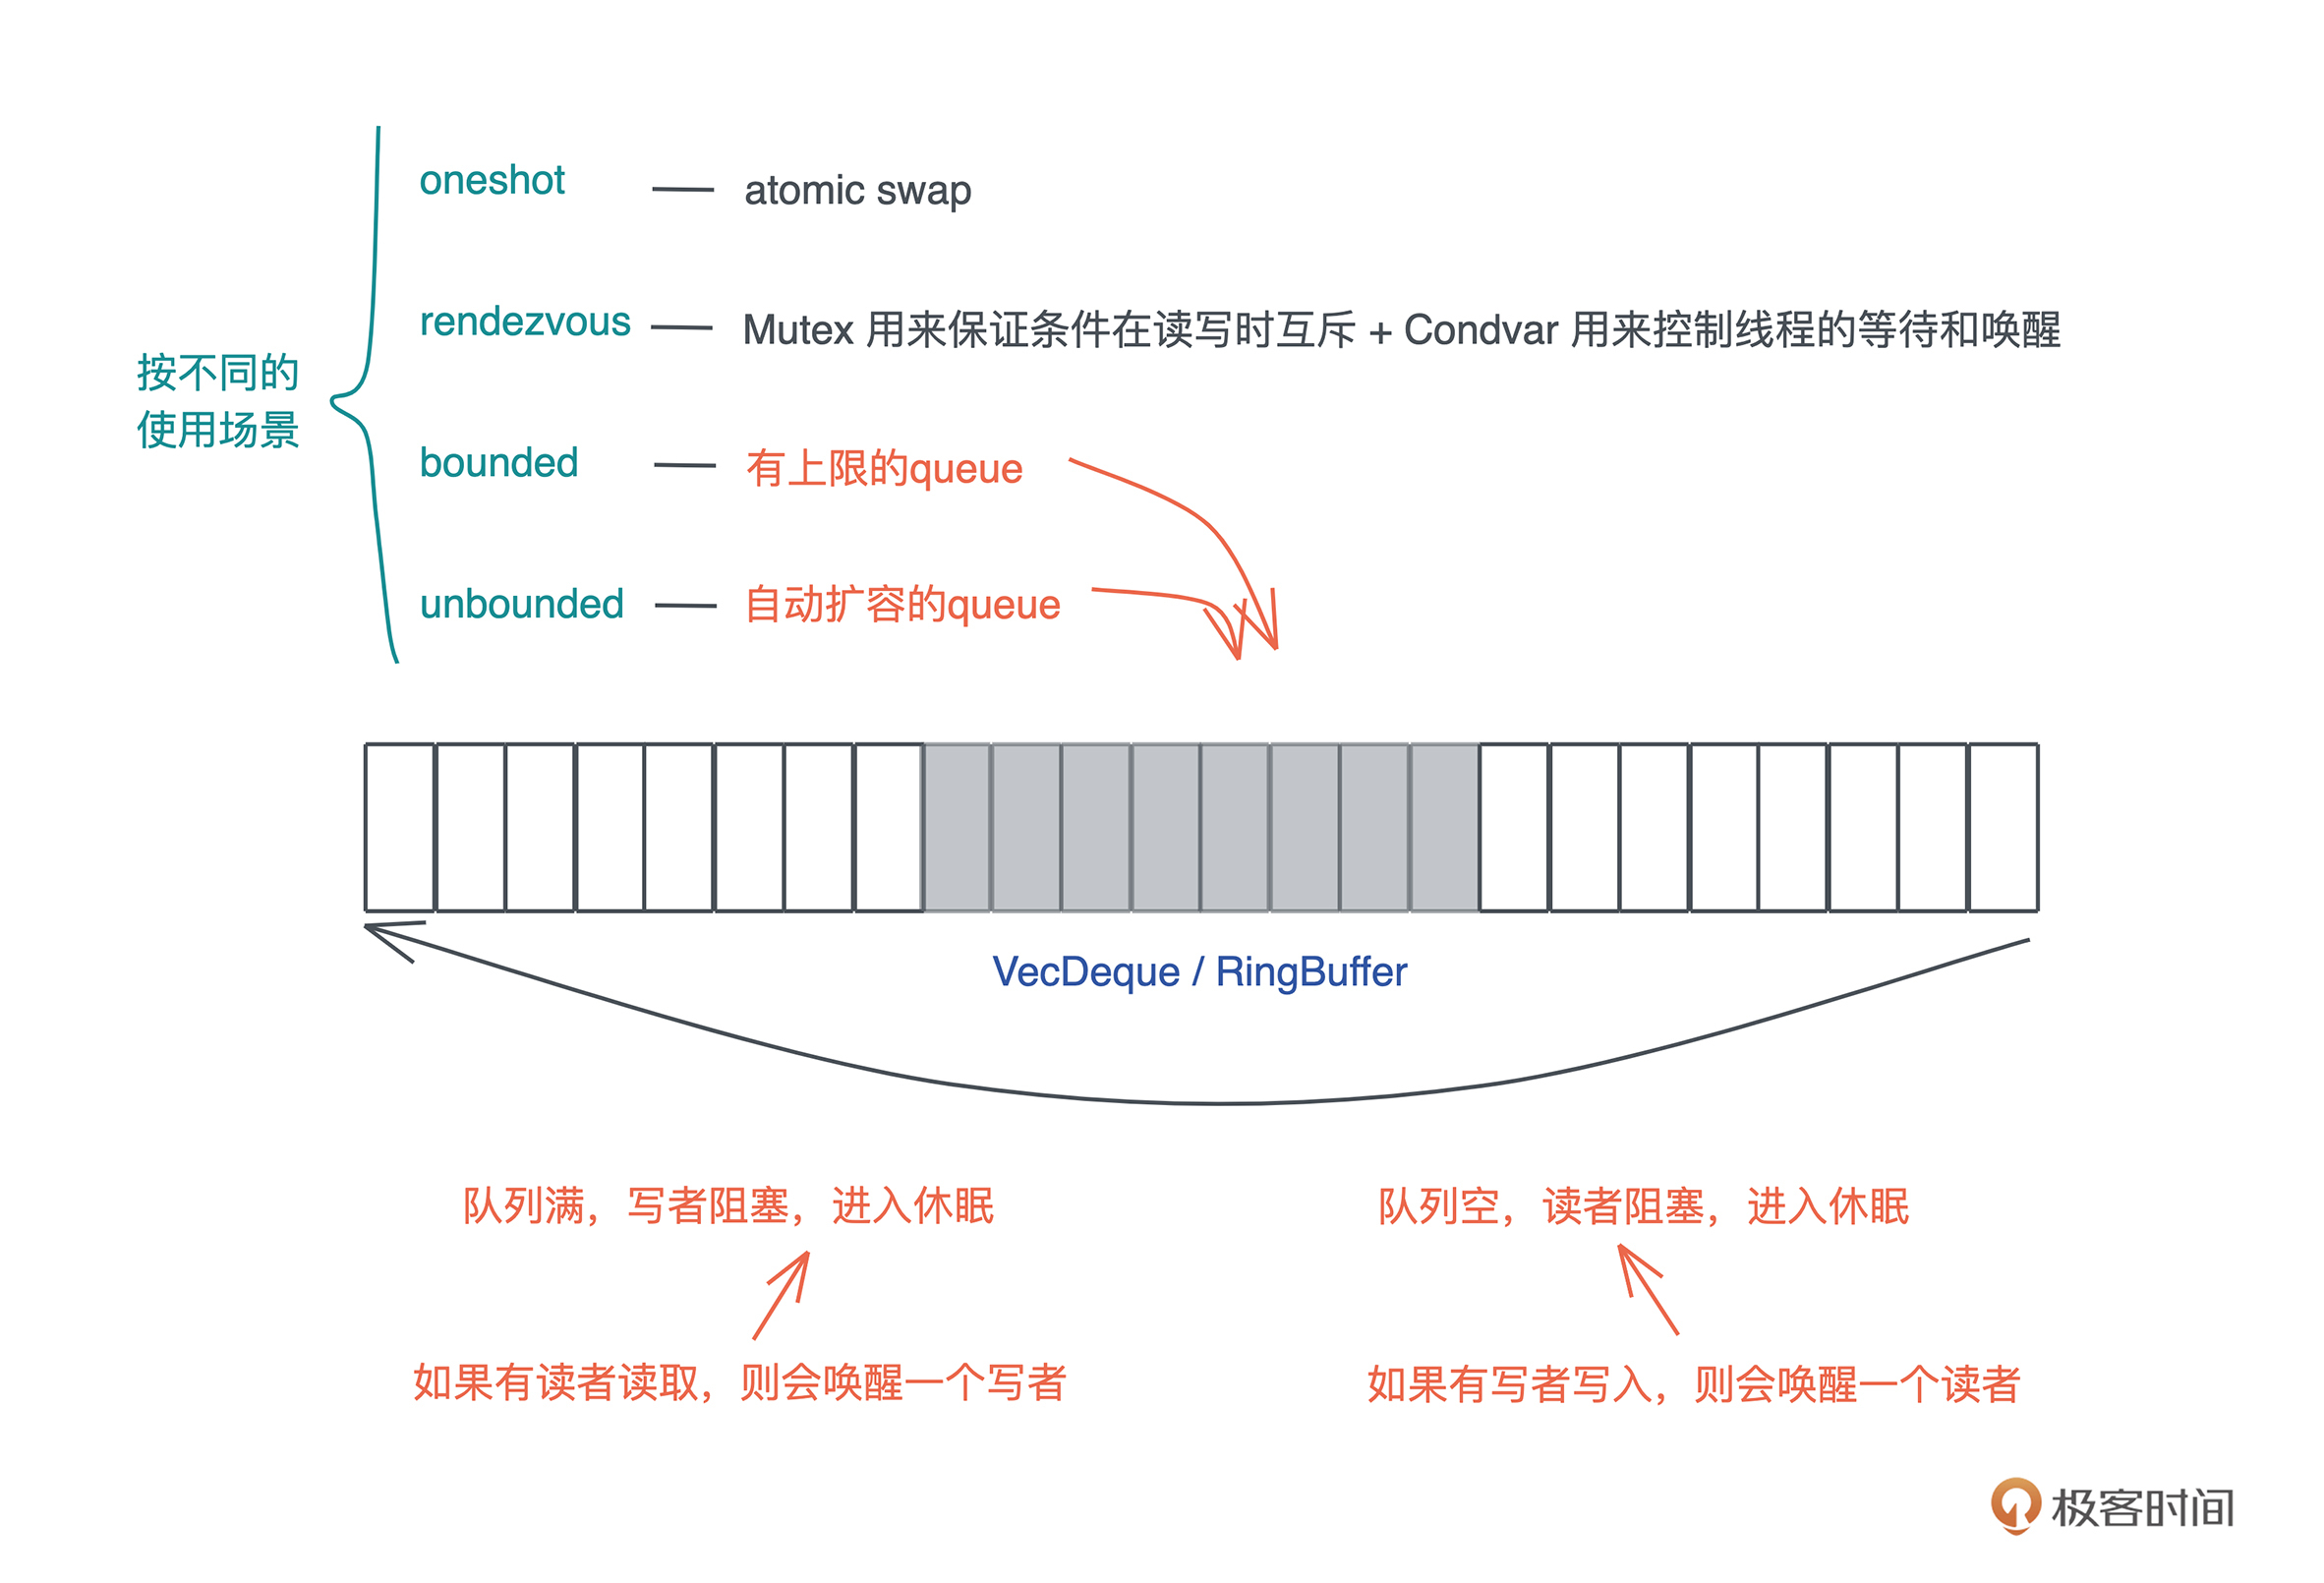 oneshot
atomic swap
rendezvous
Mutex 用来保证条件在读写时互斥 + Condvar 用来控制线程的等待和唤醒
按不同的
使用场景
bounded
有上限的queue
unbounded
自动扩容的queue
VecDeque / RingBuffer
队列满，写者阻塞，进入休眠
队列空，读者阻塞，进入休眠
如果有读者读取，则会唤醒一个写者
如果有写者写入，则会唤醒一个读者
极客时间